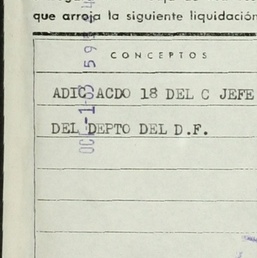 que arroja la siguiente liquidación
CONCEPTOS
ADIC ACDO 18 DEL C JEFE
DEL DEPTO DEL D.F.